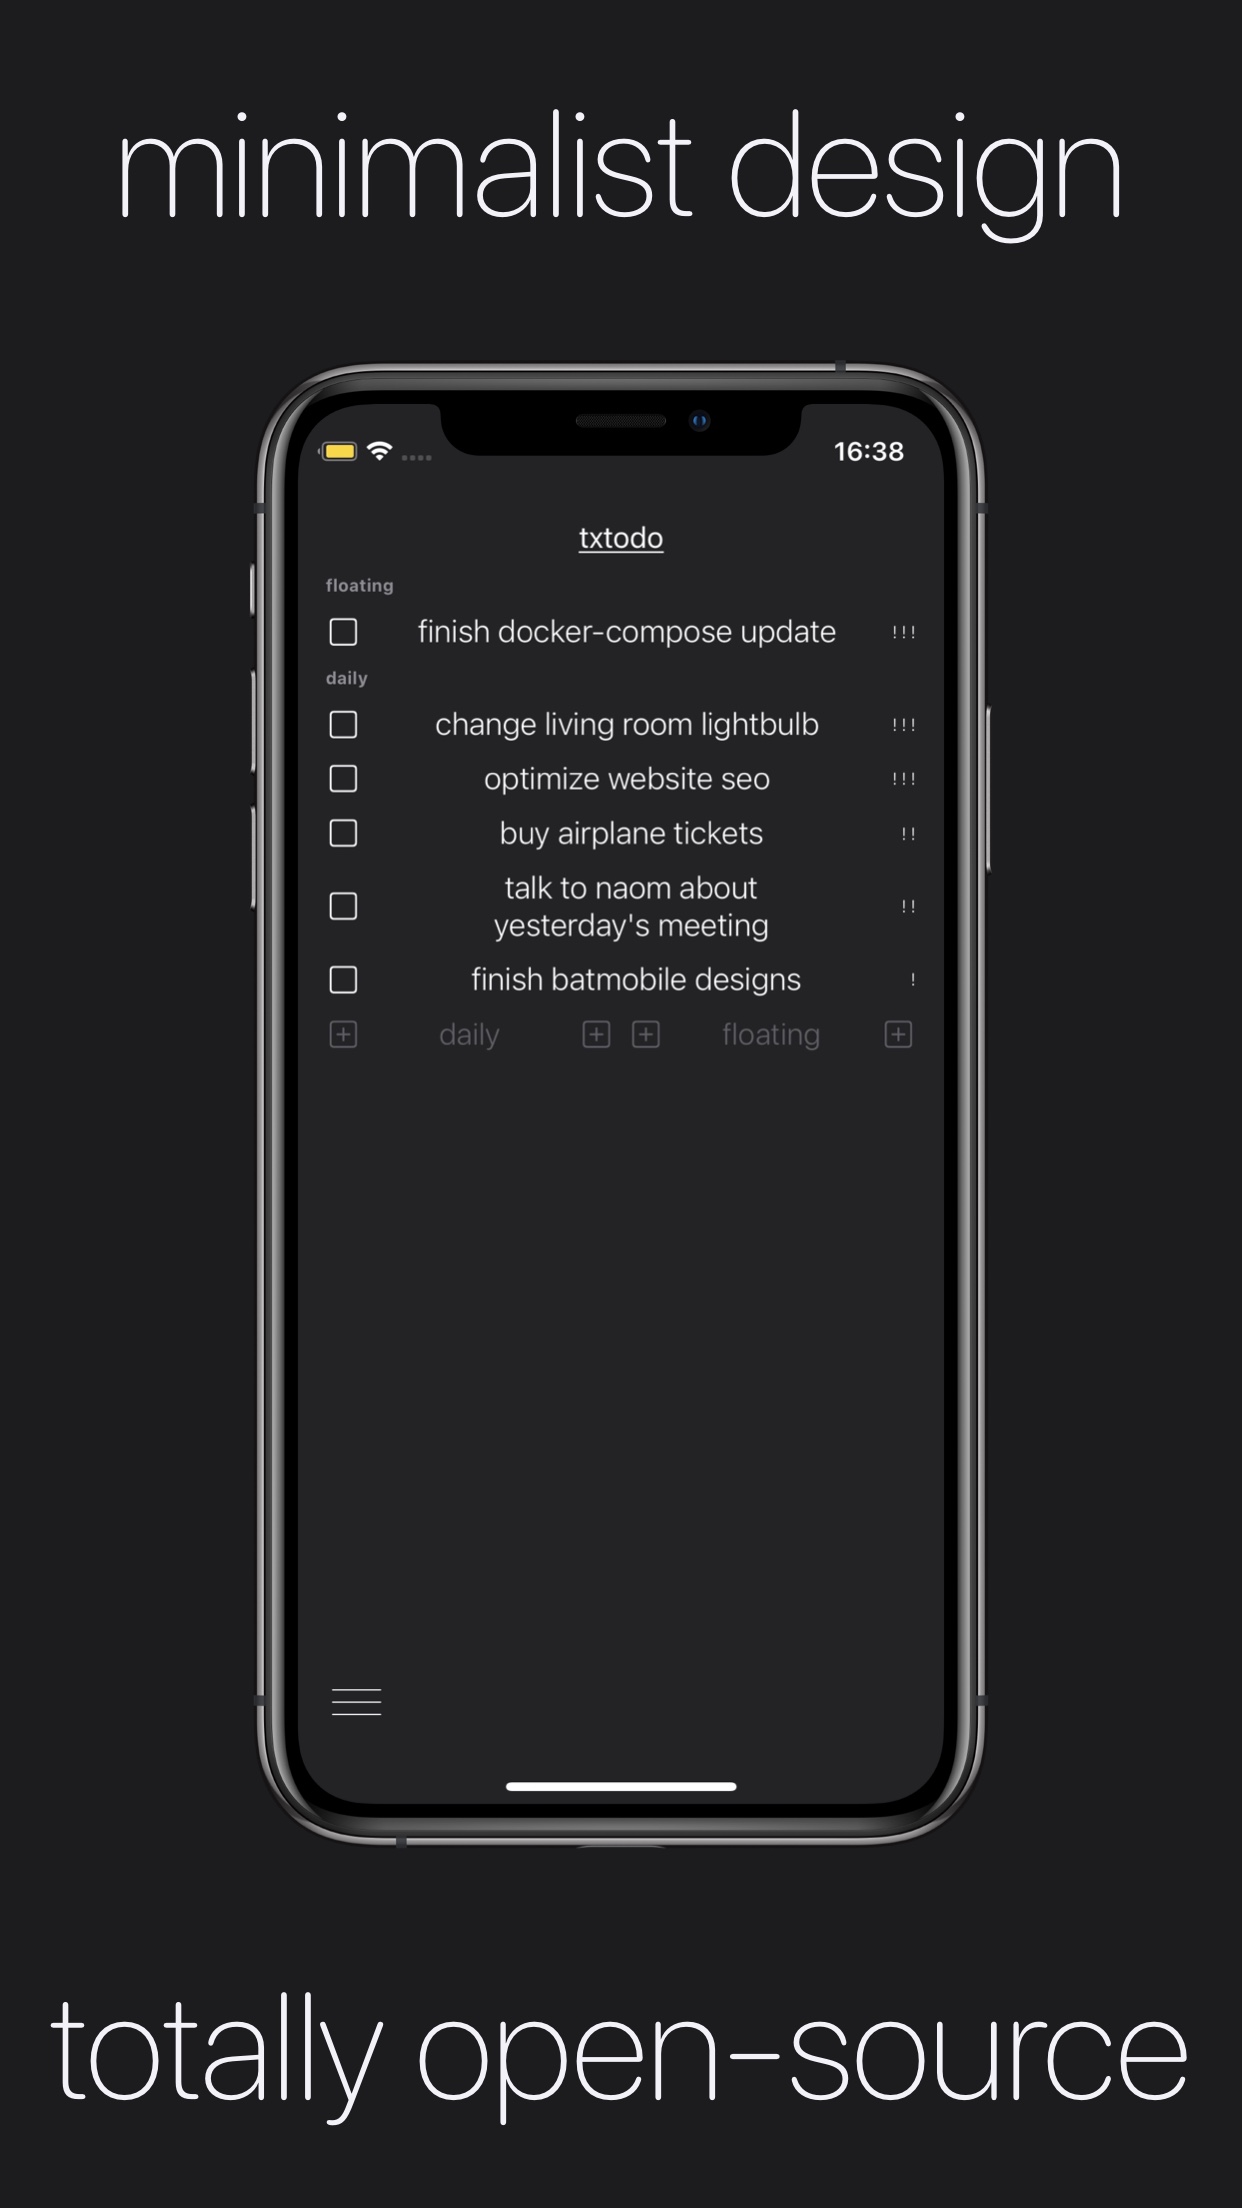 minimalist design
16:38
txtodo
floating
finish docker-compose update !!!
daily
change living room lightbulb !!!
optimize website seo !!!
buy airplane tickets !!
talk to naom about
yesterday's meeting !!
finish batmobile designs !
daily floating
totally open-source